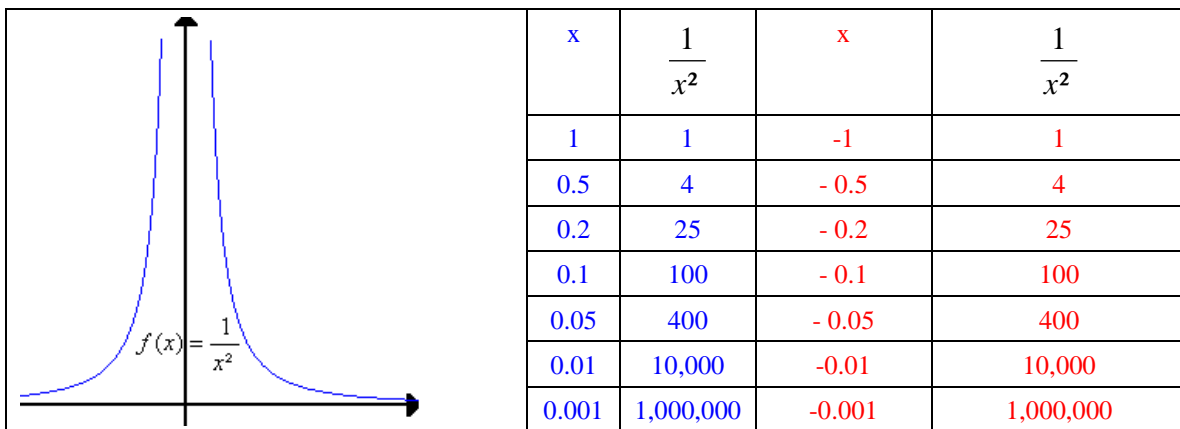 f(x) = 1/x²
x 1/x² x 1/x²
1 1 -1 1
0.5 4 - 0.5 4
0.2 25 - 0.2 25
0.1 100 - 0.1 100
0.05 400 - 0.05 400
0.01 10,000 -0.01 10,000
0.001 1,000,000 -0.001 1,000,000